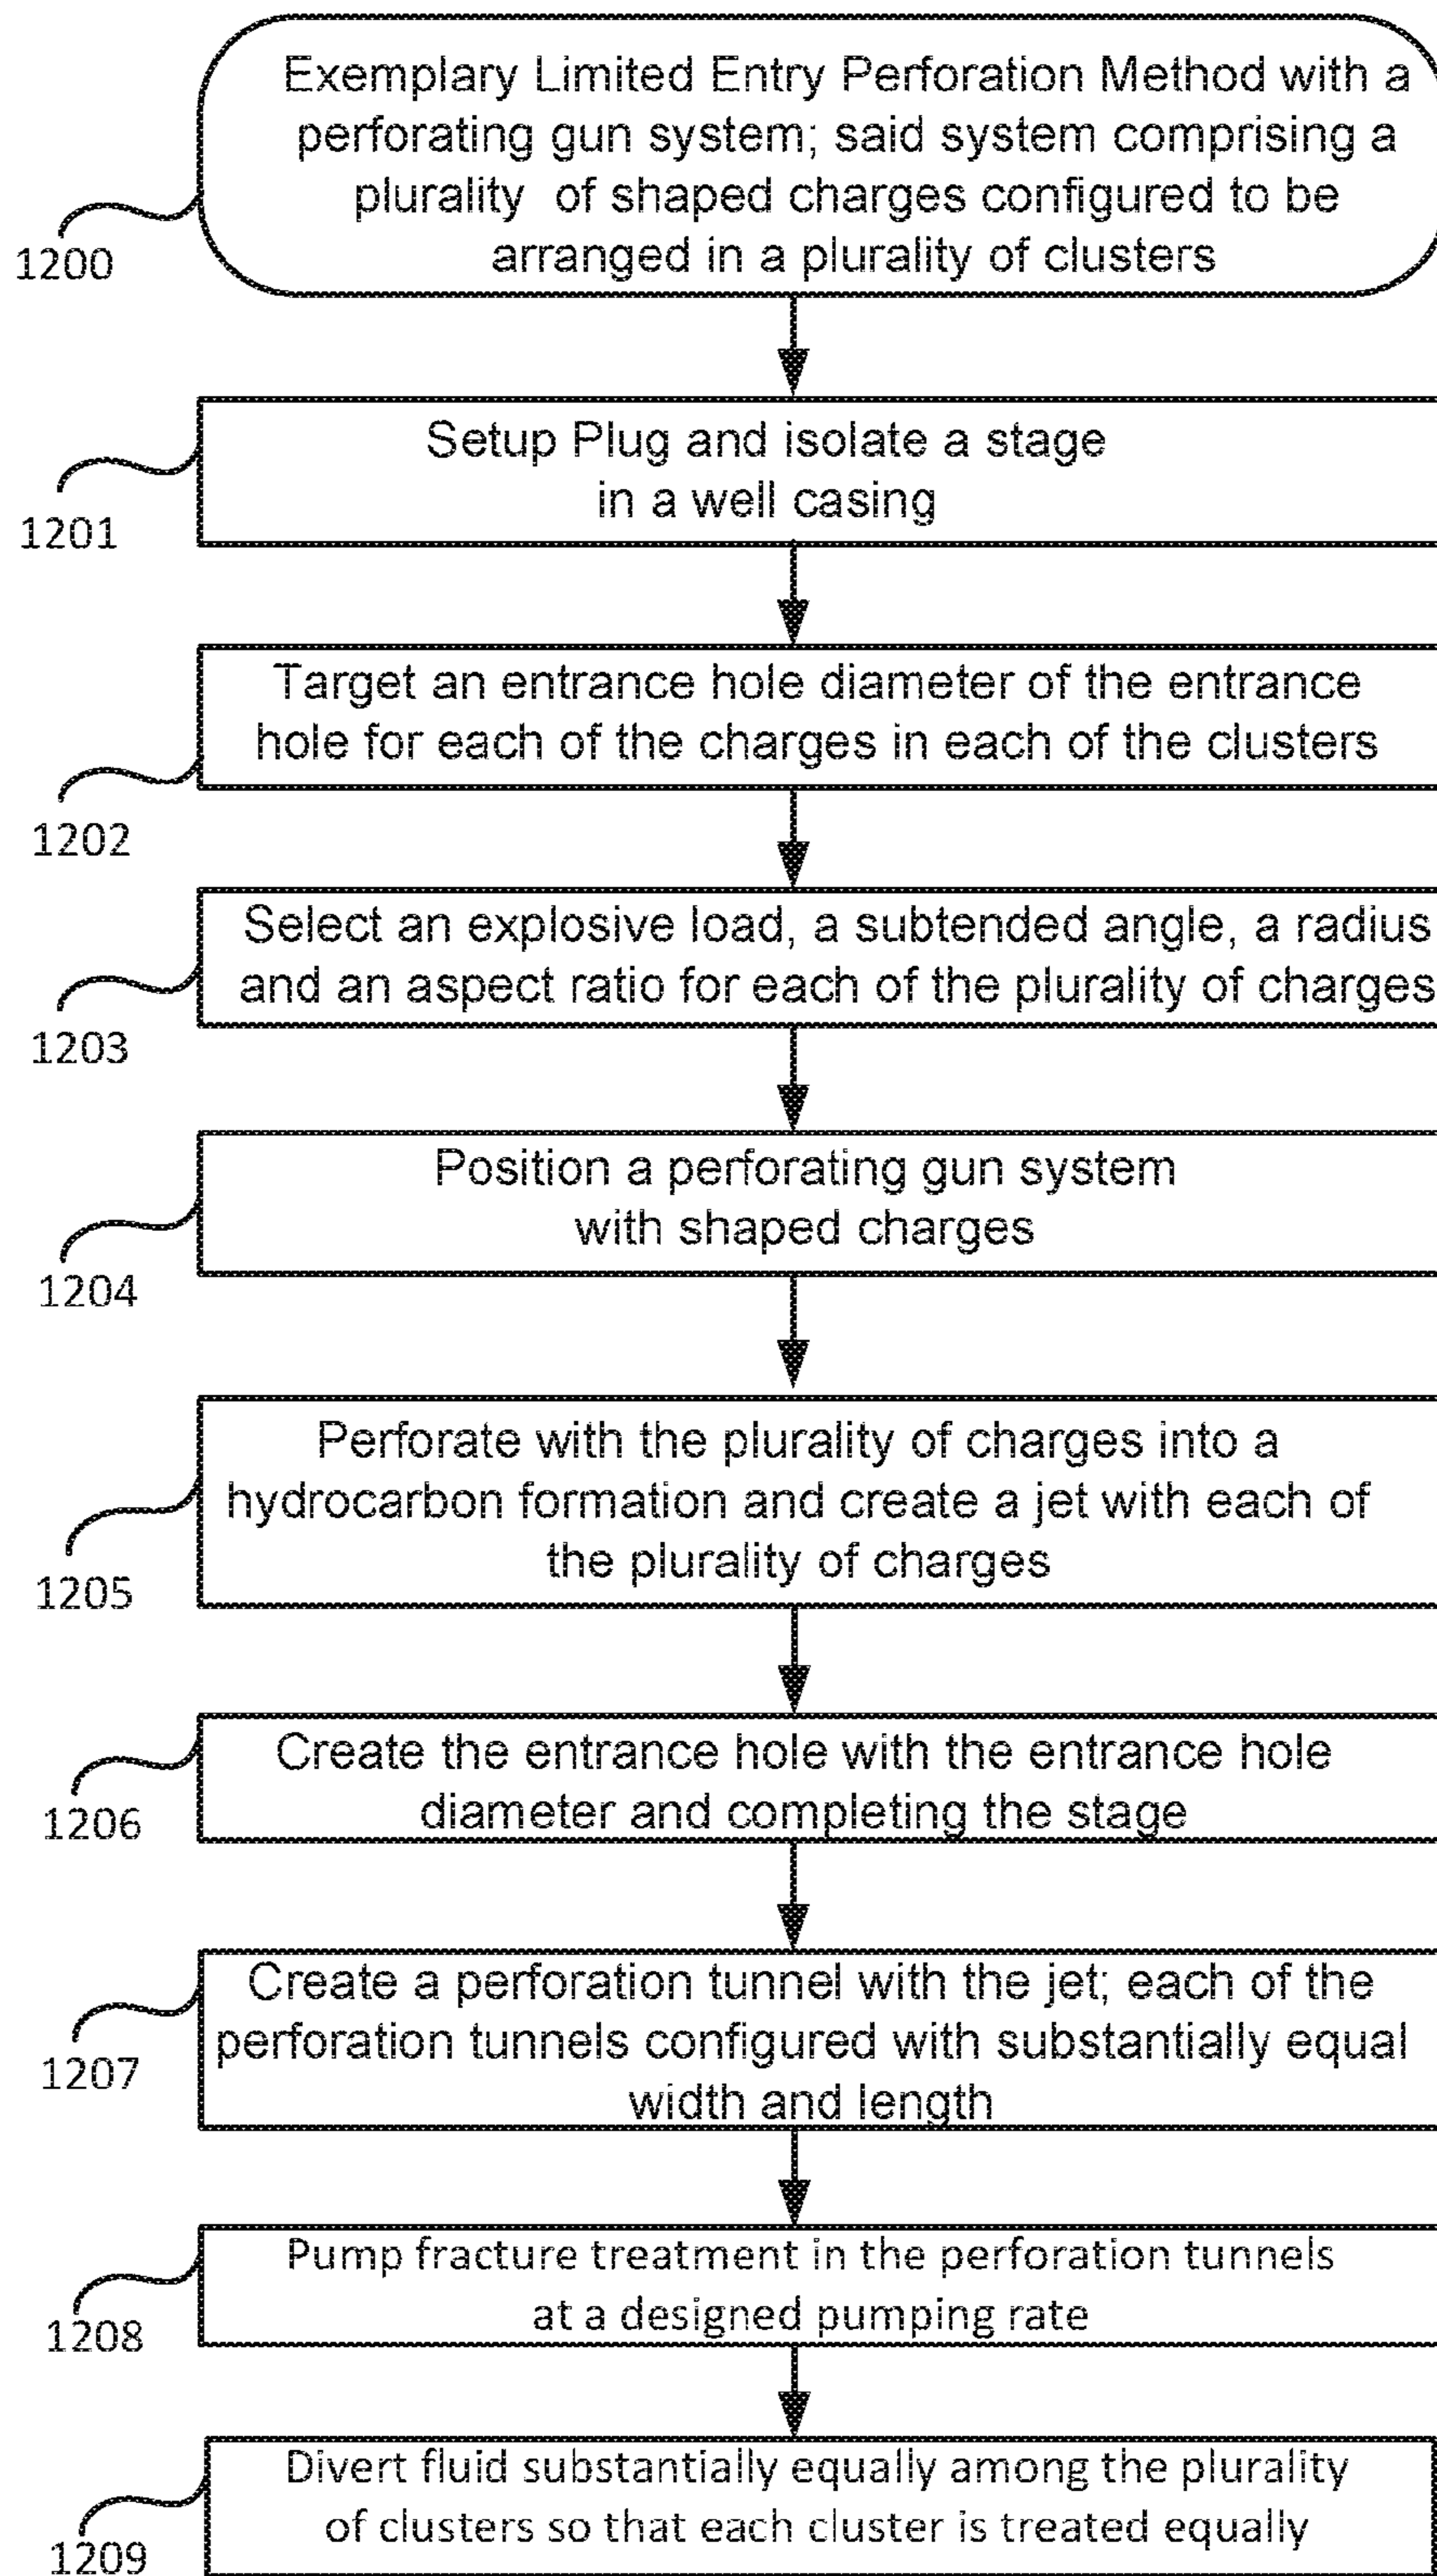 Exemplary Limited Entry Perforation Method with a
perforating gun system; said system comprising a
plurality of shaped charges configured to be
arranged in a plurality of clusters
1200
Setup Plug and isolate a stage
in a well casing
1201
Target an entrance hole diameter of the entrance
hole for each of the charges in each of the clusters
1202
Select an explosive load, a subtended angle, a radius
and an aspect ratio for each of the plurality of charges
1203
Position a perforating gun system
with shaped charges
1204
Perforate with the plurality of charges into a
hydrocarbon formation and create a jet with each of
the plurality of charges
1205
Create the entrance hole with the entrance hole
diameter and completing the stage
1206
Create a perforation tunnel with the jet; each of the
perforation tunnels configured with substantially equal
width and length
1207
Pump fracture treatment in the perforation tunnels
at a designed pumping rate
1208
Divert fluid substantially equally among the plurality
of clusters so that each cluster is treated equally
1209